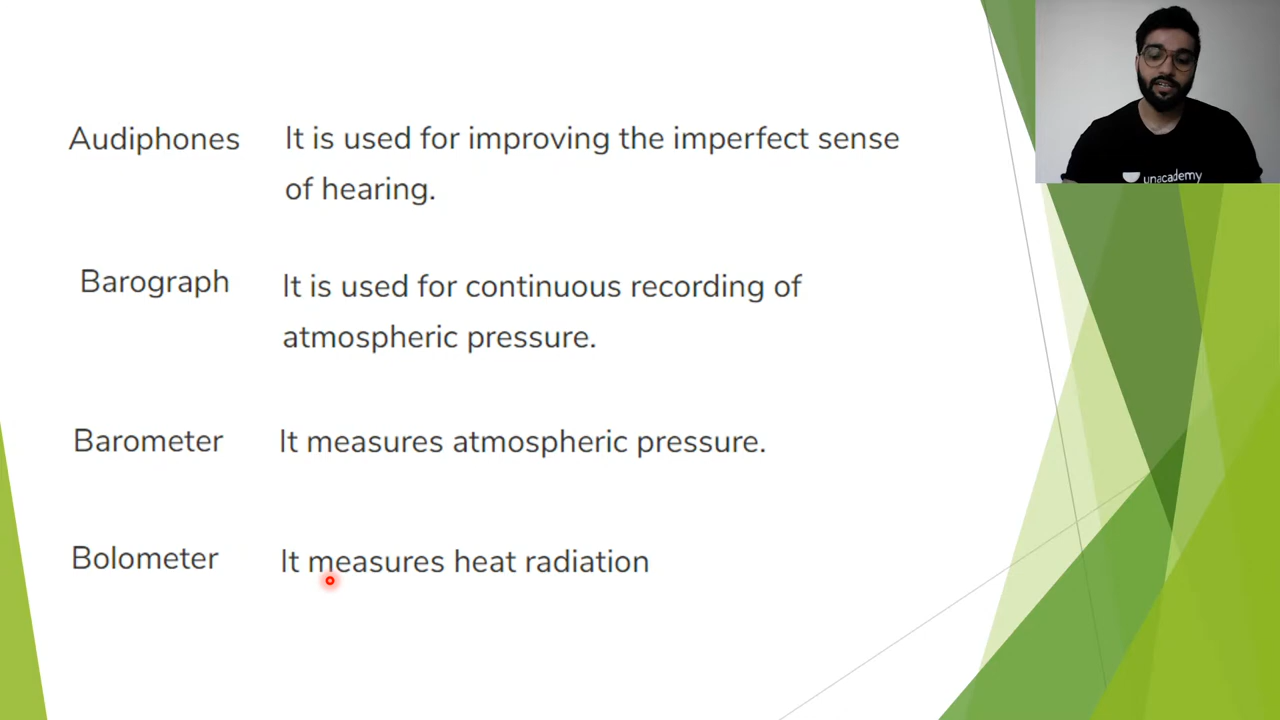 Audiphones It is used for improving the imperfect sense
of hearing.
Barograph It is used for continuous recording of
atmospheric pressure.
Barometer It measures atmospheric pressure.
Bolometer It measures heat radiation
unacademy